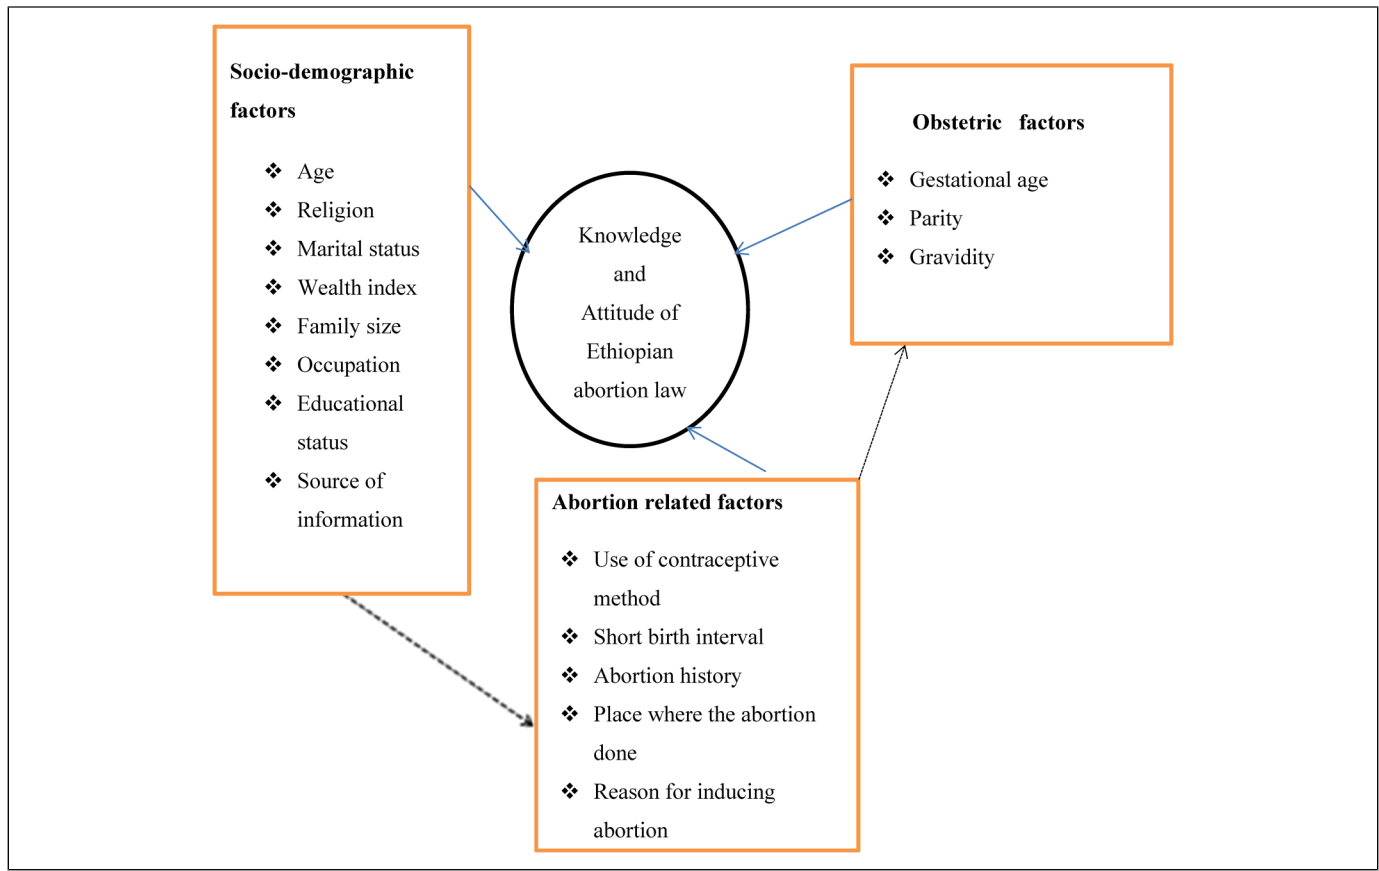 Socio-demographic
factors
❖ Age
❖ Religion
❖ Marital status
❖ Wealth index
❖ Family size
❖ Occupation
❖ Educational
status
❖ Source of
information
Knowledge
and
Attitude of
Ethiopian
abortion law
Obstetric factors
❖ Gestational age
❖ Parity
❖ Gravidity
Abortion related factors
❖ Use of contraceptive
method
❖ Short birth interval
❖ Abortion history
❖ Place where the abortion
done
❖ Reason for inducing
abortion